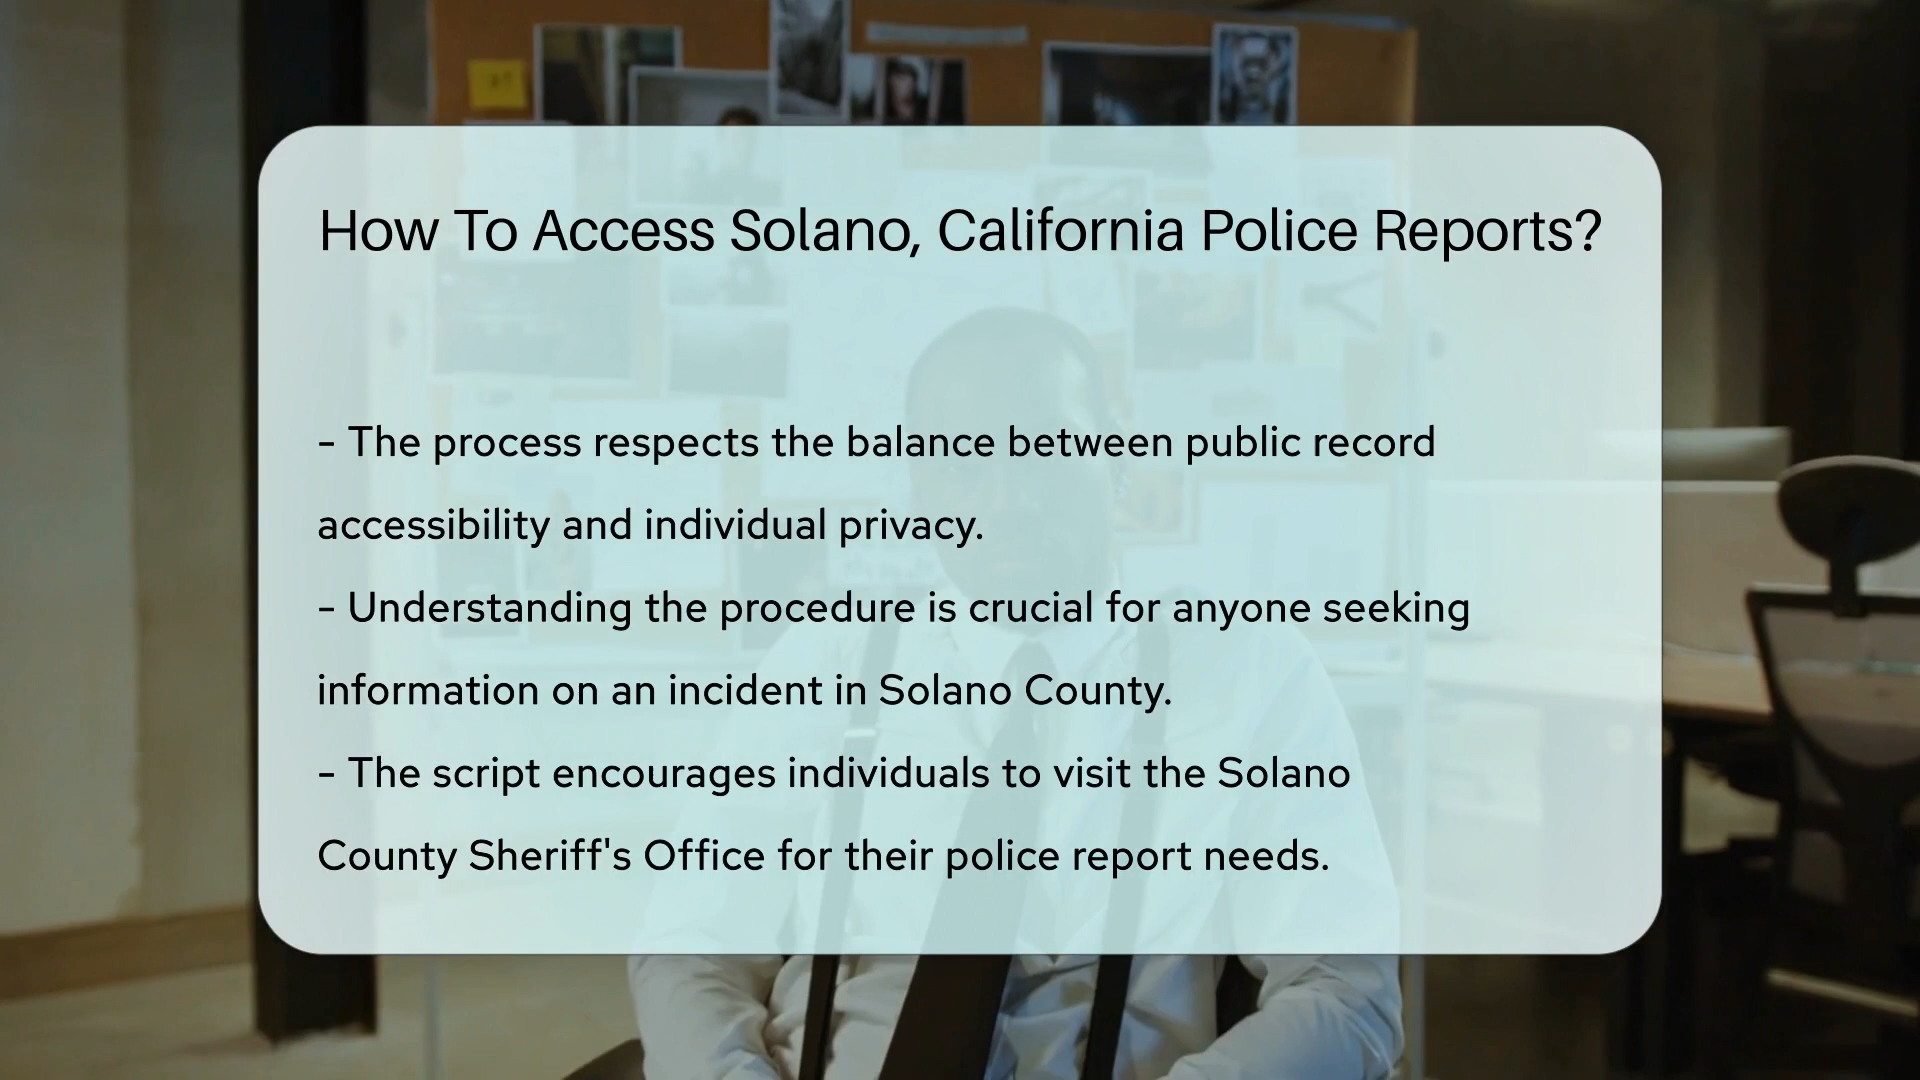 How To Access Solano, California Police Reports?
- The process respects the balance between public record
accessibility and individual privacy.
- Understanding the procedure is crucial for anyone seeking
information on an incident in Solano County.
- The script encourages individuals to visit the Solano
County Sheriff's Office for their police report needs.